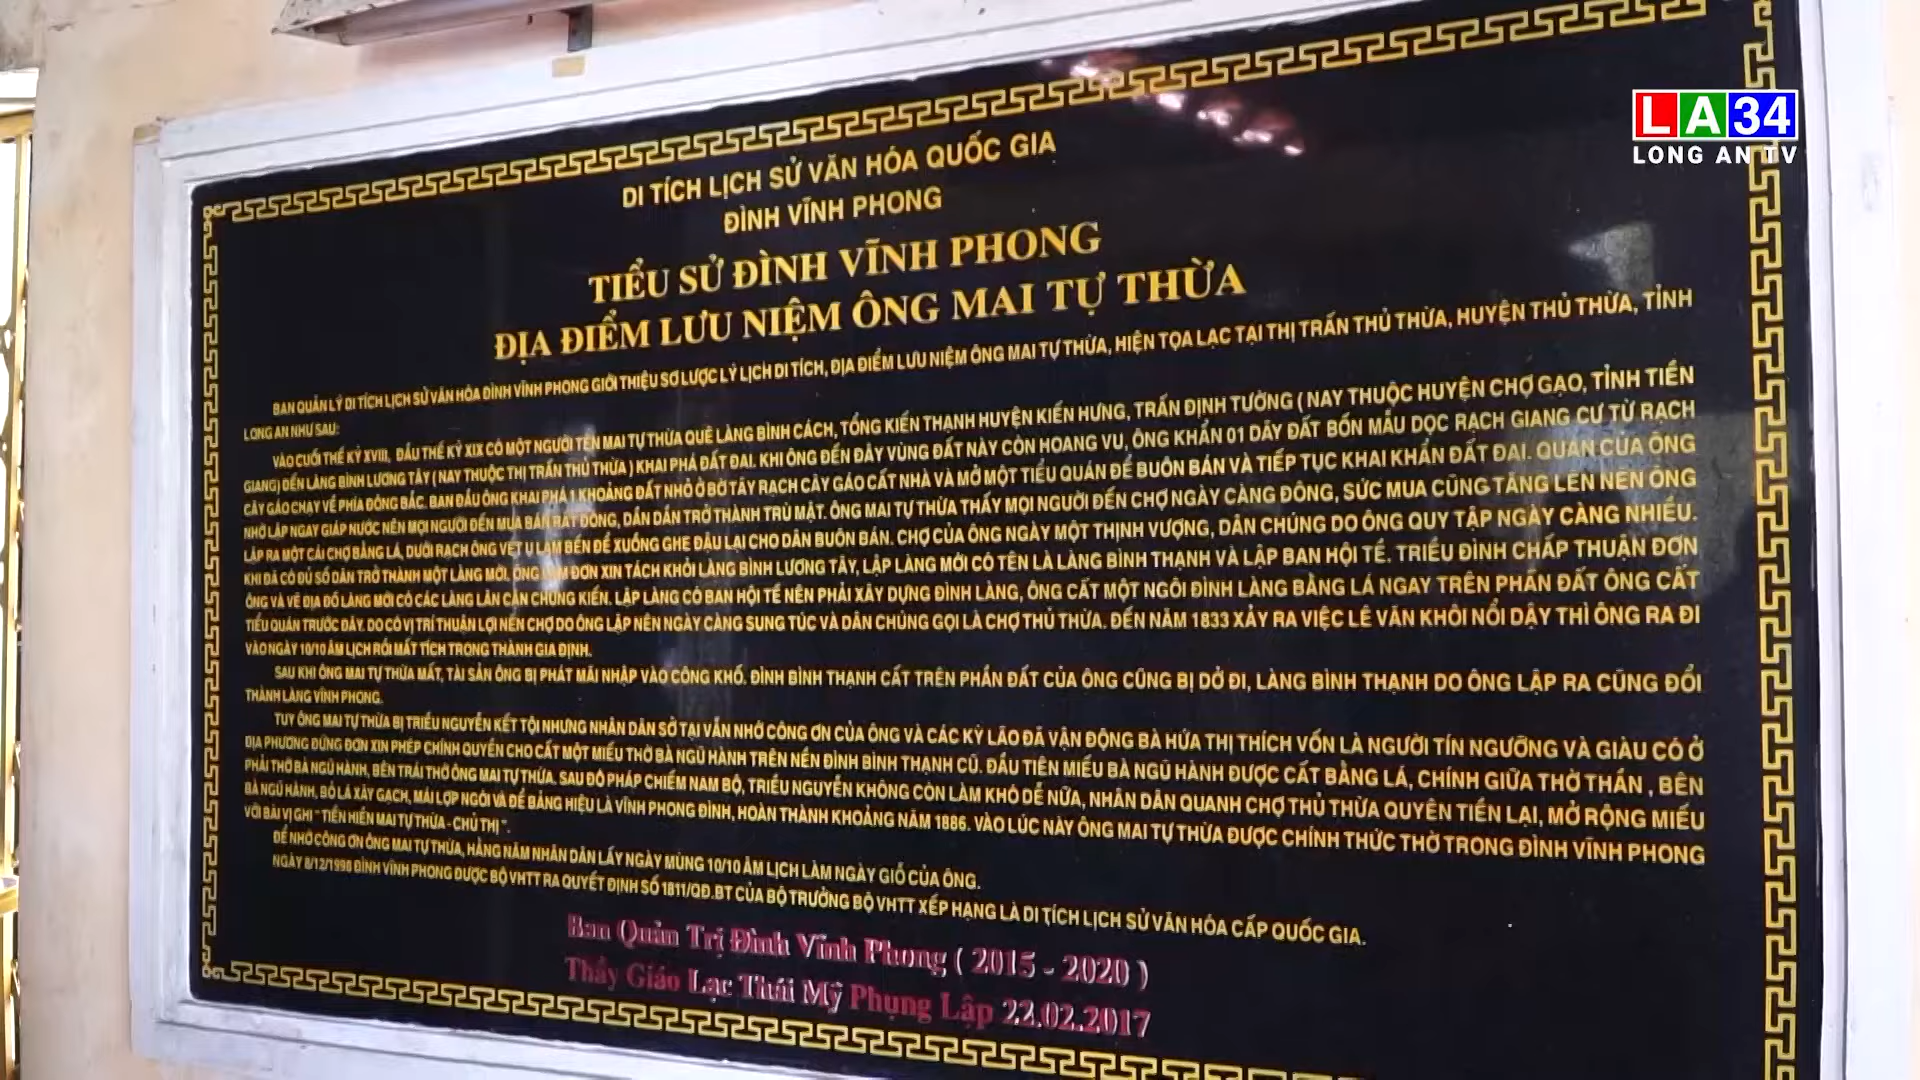 DI TÍCH LỊCH SỬ VĂN HÓA QUỐC GIA
ĐÌNH VĨNH PHONG
TIỂU SỬ ĐÌNH VĨNH PHONG
ĐỊA ĐIỂM LƯU NIỆM ÔNG MAI TỰ THỪA
BAN QUẢN LÝ DI TÍCH LỊCH SỬ VĂN HÓA ĐÌNH VĨNH PHONG GIỚI THIỆU SƠ LƯỢC LÝ LỊCH DI TÍCH, ĐỊA ĐIỂM LƯU NIỆM ÔNG MAI TỰ THỪA, HIỆN TỌA LẠC TẠI THỊ TRẤN THỦ THỪA, HUYỆN THỦ THỪA, TỈNH
LONG AN NHƯ SAU:
VÀO CUỐI THẾ KỶ XVIII, ĐẦU THẾ KỶ XIX CÓ MỘT NGƯỜI TÊN MAI TỰ THỪA QUÊ LÀNG BÌNH CÁCH, TỔNG KIẾN THẠNH HUYỆN KIẾN HƯNG, TRẤN ĐỊNH TƯỜNG ( NAY THUỘC HUYỆN CHỢ GẠO, TỈNH TIỀN
GIANG) ĐẾN LÀNG BÌNH LƯƠNG TÂY ( NAY THUỘC THỊ TRẤN THỦ THỪA ) KHAI PHÁ ĐẤT ĐAI. KHI ÔNG ĐẾN ĐÂY VÙNG ĐẤT NÀY CÒN HOANG VU, ÔNG KHẨN 01 DÃY ĐẤT BỐN MẪU DỌC RẠCH GIANG CƯ TỪ RẠCH
CÂY GÁO CHẠY VỀ PHÍA ĐÔNG BẮC. BAN ĐẦU ÔNG KHAI PHÁ 1 KHOẢNG ĐẤT NHỎ Ở BỜ TÂY RẠCH CÂY GÁO CẤT NHÀ VÀ MỞ MỘT TIỂU QUÁN ĐỂ BUÔN BÁN VÀ TIẾP TỤC KHAI KHẨN ĐẤT ĐAI. QUÁN CỦA ÔNG
NHỜ LẬP NGAY GIÁP NƯỚC NÊN MỌI NGƯỜI ĐẾN MUA BÁN RẤT ĐÔNG, DẦN DẦN TRỞ THÀNH TRÙ MẬT. ÔNG MAI TỰ THỪA THẤY MỌI NGƯỜI ĐẾN CHỢ NGÀY CÀNG ĐÔNG, SỨC MUA CŨNG TĂNG LÊN NÊN ÔNG
LẬP RA MỘT CÁI CHỢ BẰNG LÁ, DƯỚI RẠCH ÔNG VÉT Ụ LÀM BẾN ĐỂ XUỒNG GHE ĐẬU LẠI CHO DÂN BUÔN BÁN. CHỢ CỦA ÔNG NGÀY MỘT THỊNH VƯỢNG, DÂN CHÚNG DO ÔNG QUY TẬP NGÀY CÀNG NHIỀU.
KHI ĐÃ CÓ ĐỦ SỐ DÂN TRỞ THÀNH MỘT LÀNG MỚI, ÔNG LÀM ĐƠN XIN TÁCH KHỎI LÀNG BÌNH LƯƠNG TÂY, LẬP LÀNG MỚI CÓ TÊN LÀ LÀNG BÌNH THẠNH VÀ LẬP BAN HỘI TỀ. TRIỀU ĐÌNH CHẤP THUẬN ĐƠN
ÔNG VÀ VẼ ĐỊA ĐỒ LÀNG MỚI CÓ CÁC LÀNG LÂN CẬN CHỨNG KIẾN. LẬP LÀNG CÓ BAN HỘI TỀ NÊN PHẢI XÂY DỰNG ĐÌNH LÀNG, ÔNG CẤT MỘT NGÔI ĐÌNH LÀNG BẰNG LÁ NGAY TRÊN PHẦN ĐẤT ÔNG CẤT
TIỂU QUÁN TRƯỚC ĐÂY. DO CÓ VỊ TRÍ THUẬN LỢI NÊN CHỢ DO ÔNG LẬP NÊN NGÀY CÀNG SUNG TÚC VÀ DÂN CHÚNG GỌI LÀ CHỢ THỦ THỪA. ĐẾN NĂM 1833 XẢY RA VIỆC LÊ VĂN KHÔI NỔI DẬY THÌ ÔNG RA ĐI
VÀO NGÀY 10/10 ÂM LỊCH RỒI MẤT TÍCH TRONG THÀNH GIA ĐỊNH.
SAU KHI ÔNG MAI TỰ THỪA MẤT, TÀI SẢN ÔNG BỊ PHÁT MÃI NHẬP VÀO CÔNG KHỐ. ĐÌNH BÌNH THẠNH CẤT TRÊN PHẦN ĐẤT CỦA ÔNG CŨNG BỊ DỞ ĐI, LÀNG BÌNH THẠNH DO ÔNG LẬP RA CŨNG ĐỔI
THÀNH LÀNG VĨNH PHONG.
TUY ÔNG MAI TỰ THỪA BỊ TRIỀU NGUYỄN KẾT TỘI NHƯNG NHÂN DÂN SỞ TẠI VẪN NHỚ CÔNG ƠN CỦA ÔNG VÀ CÁC KỲ LÃO ĐÃ VẬN ĐỘNG BÀ HỨA THỊ THÍCH VỐN LÀ NGƯỜI TÍN NGƯỠNG VÀ GIÀU CÓ Ở
ĐỊA PHƯƠNG ĐỨNG ĐƠN XIN PHÉP CHÍNH QUYỀN CHO CẤT MỘT MIẾU THỜ BÀ NGŨ HÀNH TRÊN NỀN ĐÌNH BÌNH THẠNH CŨ. ĐẦU TIÊN MIẾU BÀ NGŨ HÀNH ĐƯỢC CẤT BẰNG LÁ, CHÍNH GIỮA THỜ THẦN , BÊN
PHẢI THỜ BÀ NGŨ HÀNH, BÊN TRÁI THỜ ÔNG MAI TỰ THỪA. SAU ĐÓ PHÁP CHIẾM NAM BỘ, TRIỀU NGUYỄN KHÔNG CÒN LÀM KHÓ DỄ NỮA, NHÂN DÂN QUANH CHỢ THỦ THỪA QUYÊN TIỀN LẠI, MỞ RỘNG MIẾU
BÀ NGŨ HÀNH, BỎ LÁ XÂY GẠCH, MÁI LỢP NGÓI VÀ ĐỂ BẢNG HIỆU LÀ VĨNH PHONG ĐÌNH, HOÀN THÀNH KHOẢNG NĂM 1886. VÀO LÚC NÀY ÔNG MAI TỰ THỪA ĐƯỢC CHÍNH THỨC THỜ TRONG ĐÌNH VĨNH PHONG
VỚI BÀI VỊ GHI " TIỀN HIỀN MAI TỰ THỪA - CHỦ THỊ ".
ĐỂ NHỚ CÔNG ƠN ÔNG MAI TỰ THỪA, HẰNG NĂM NHÂN DÂN LẤY NGÀY MÙNG 10/10 ÂM LỊCH LÀM NGÀY GIỖ CỦA ÔNG.
NGÀY 8/12/1998 ĐÌNH VĨNH PHONG ĐƯỢC BỘ VHTT RA QUYẾT ĐỊNH SỐ 1811/QĐ.BT CỦA BỘ TRƯỞNG BỘ VHTT XẾP HẠNG LÀ DI TÍCH LỊCH SỬ VĂN HÓA CẤP QUỐC GIA.
Ban Quản Trị Đình Vĩnh Phong ( 2015 - 2020 )
Thầy Giáo Lạc Thái Mỹ Phụng Lập 22.02.2017
LA34
LONG AN TV